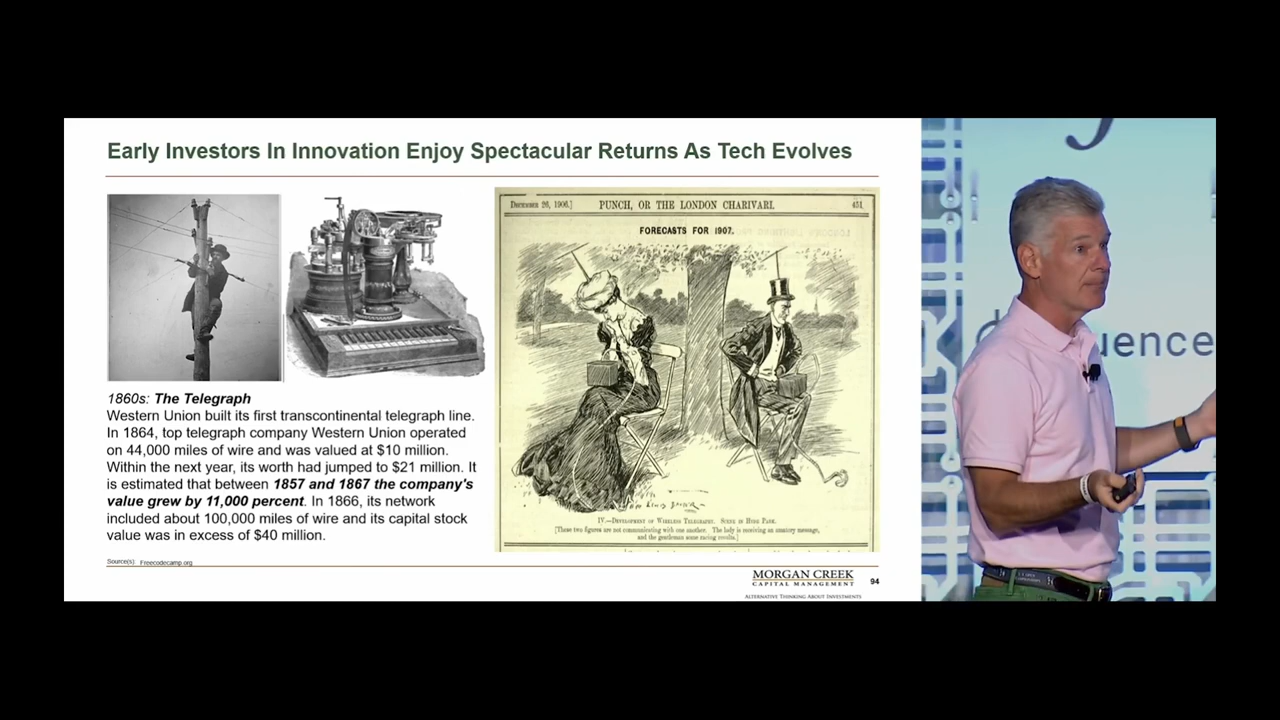 Early Investors In Innovation Enjoy Spectacular Returns As Tech Evolves
1860s: The Telegraph
Western Union built its first transcontinental telegraph line.
In 1864, top telegraph company Western Union operated
on 44,000 miles of wire and was valued at $10 million.
Within the next year, its worth had jumped to $21 million. It
is estimated that between 1857 and 1867 the company's
value grew by 11,000 percent. In 1866, its network
included about 100,000 miles of wire and its capital stock
value was in excess of $40 million.
December 26, 1906.] PUNCH, OR THE LONDON CHARIVARI. 451
FORECASTS FOR 1907.
IV.—Development of Wireless Telegraphy. Scene in Hyde Park.
[These two figures are not communicating with one another. The lady is receiving an amatory message,
and the gentleman some racing results.]
Source(s): Freecodecamp.org
MORGAN CREEK
CAPITAL MANAGEMENT
94
ALTERNATIVE THINKING ABOUT INVESTMENTS
uence